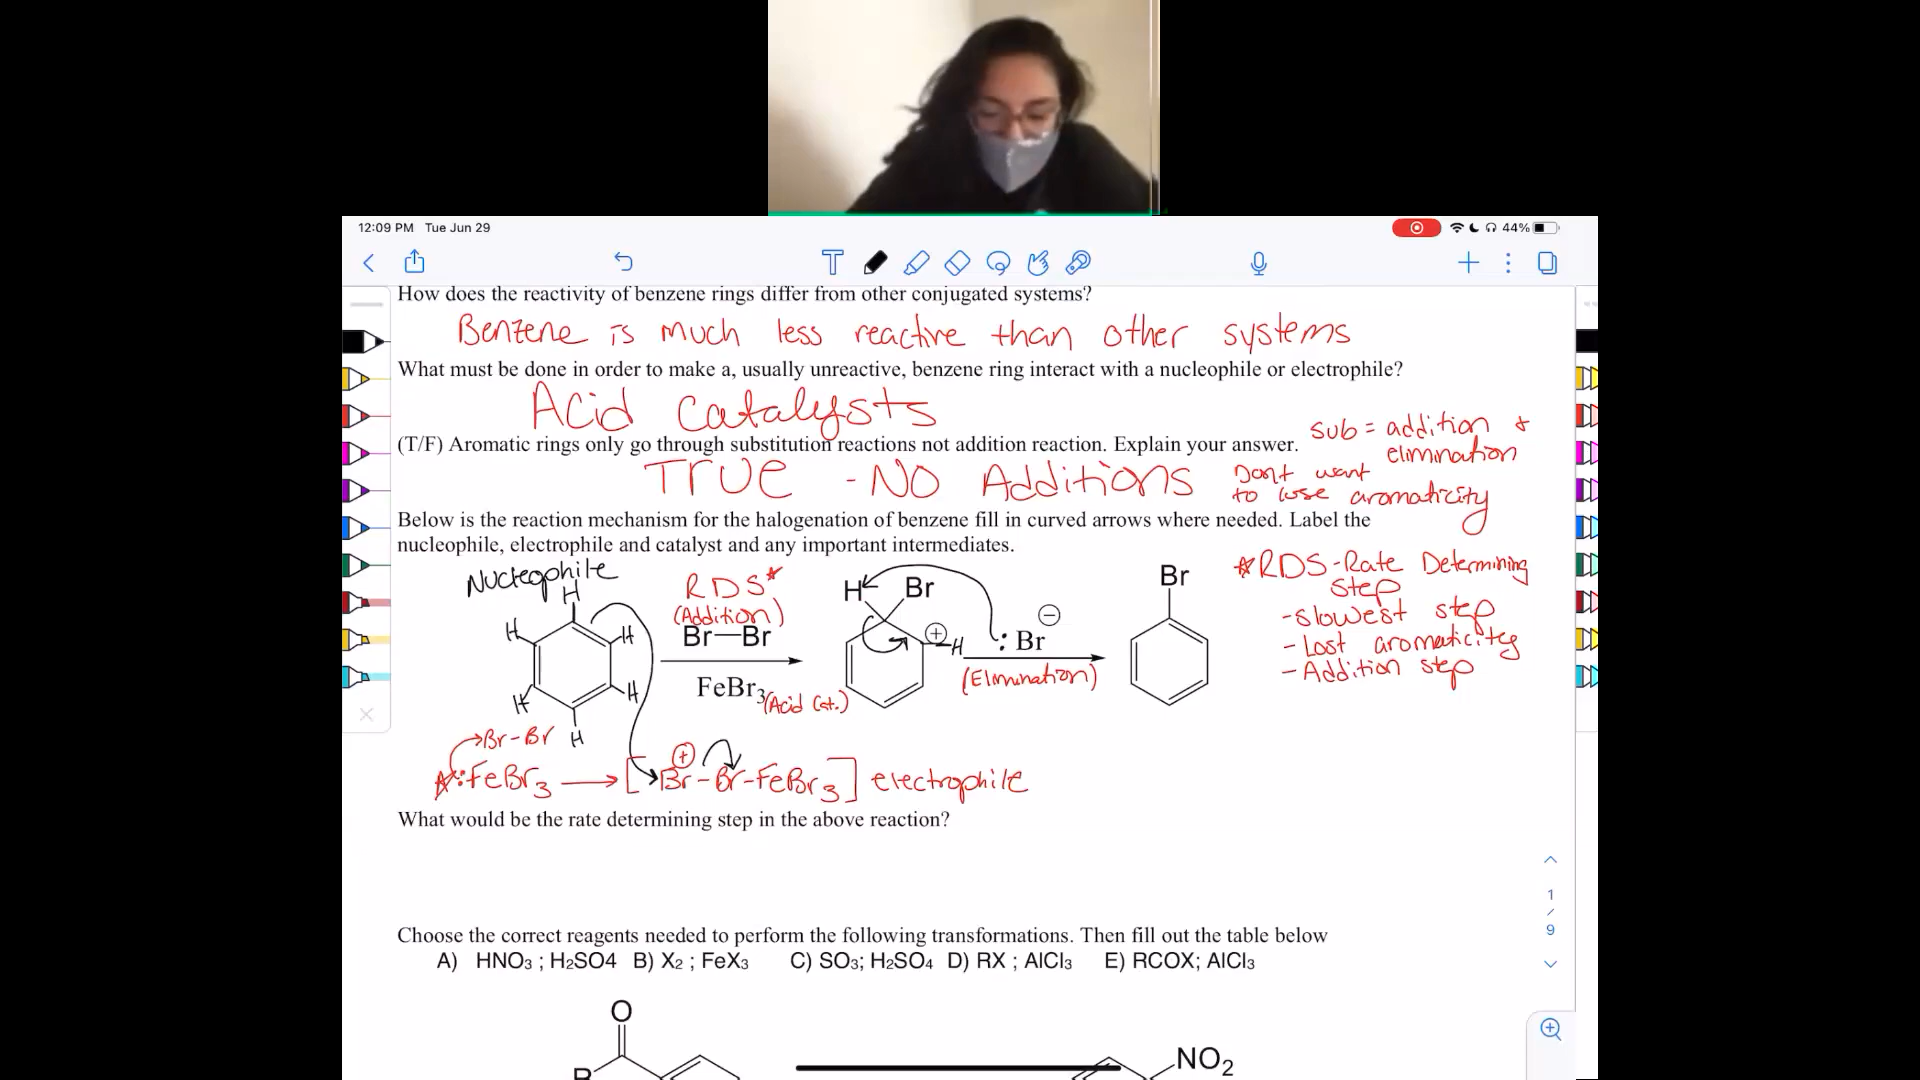 12:09 PM Tue Jun 29
44%
T
How does the reactivity of benzene rings differ from other conjugated systems?
Benzene is much less reactive than other systems
What must be done in order to make a, usually unreactive, benzene ring interact with a nucleophile or electrophile?
Acid catalysts
(T/F) Aromatic rings only go through substitution reactions not addition reaction. Explain your answer.
sub = addition &
elimination
True - NO Additions
Dont want
to lose aromaticity
Below is the reaction mechanism for the halogenation of benzene fill in curved arrows where needed. Label the
nucleophile, electrophile and catalyst and any important intermediates.
Nucleophile
H
H
H
H
H
H
RDS*
(Addition)
Br—Br
FeBr3 (Acid Cat.)
H Br
+
H
−
: Br
(Elimination)
Br
*RDS-Rate Determining
step
-slowest step
-Lost aromaticity
-Addition step
Br-Br
:FeBr3 → [Br-Br-FeBr3] electrophile
+
What would be the rate determining step in the above reaction?
1
/
9
Choose the correct reagents needed to perform the following transformations. Then fill out the table below
A) HNO3 ; H2SO4 B) X2 ; FeX3 C) SO3; H2SO4 D) RX ; AlCl3 E) RCOX; AlCl3
O
R
NO2